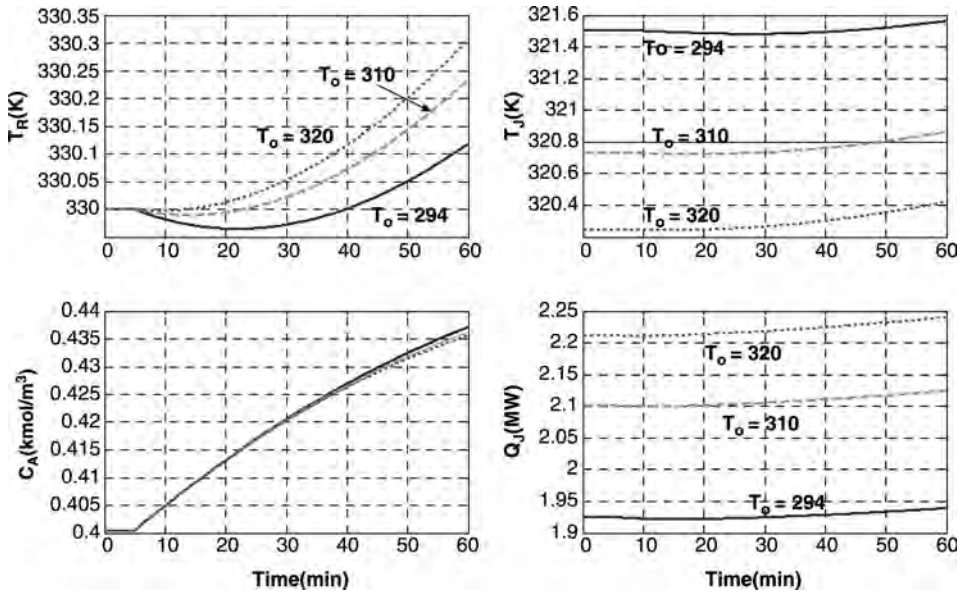 330.35
330.3
330.25
330.2
330.15
330.1
330.05
330
T_R(K)
T_o = 310
T_o = 320
T_o = 294
0 10 20 30 40 50 60
321.6
321.4
321.2
321
320.8
320.6
320.4
T_J(K)
To = 294
T_o = 310
T_o = 320
0 10 20 30 40 50 60
0.44
0.435
0.43
0.425
0.42
0.415
0.41
0.405
0.4
C_A(kmol/m³)
0 10 20 30 40 50 60
Time(min)
2.25
2.2
2.15
2.1
2.05
2
1.95
1.9
Q_J(MW)
T_o = 320
T_o = 310
T_o = 294
0 10 20 30 40 50 60
Time(min)